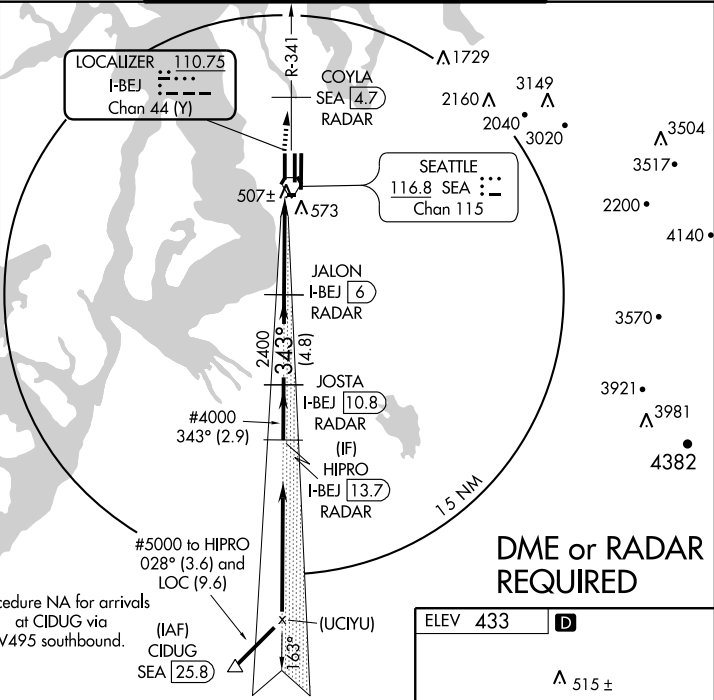 LOCALIZER 110.75
I-BEJ
Chan 44 (Y)
R-341
COYLA
SEA 4.7
RADAR
1729
2160
3149
2040
3020
3504
3517
2200
4140
SEATTLE
116.8 SEA
Chan 115
507±
573
JALON
I-BEJ 6
RADAR
2400
343°
(4.8)
3570
JOSTA
I-BEJ 10.8
RADAR
3921
3981
4382
#4000
343° (2.9)
(IF)
HIPRO
I-BEJ 13.7
RADAR
15 NM
#5000 to HIPRO
028° (3.6) and
LOC (9.6)
DME or RADAR
REQUIRED
cedure NA for arrivals
at CIDUG via
V495 southbound.
(IAF)
CIDUG
SEA 25.8
(UCIYU)
163°
ELEV 433 D
515 ±